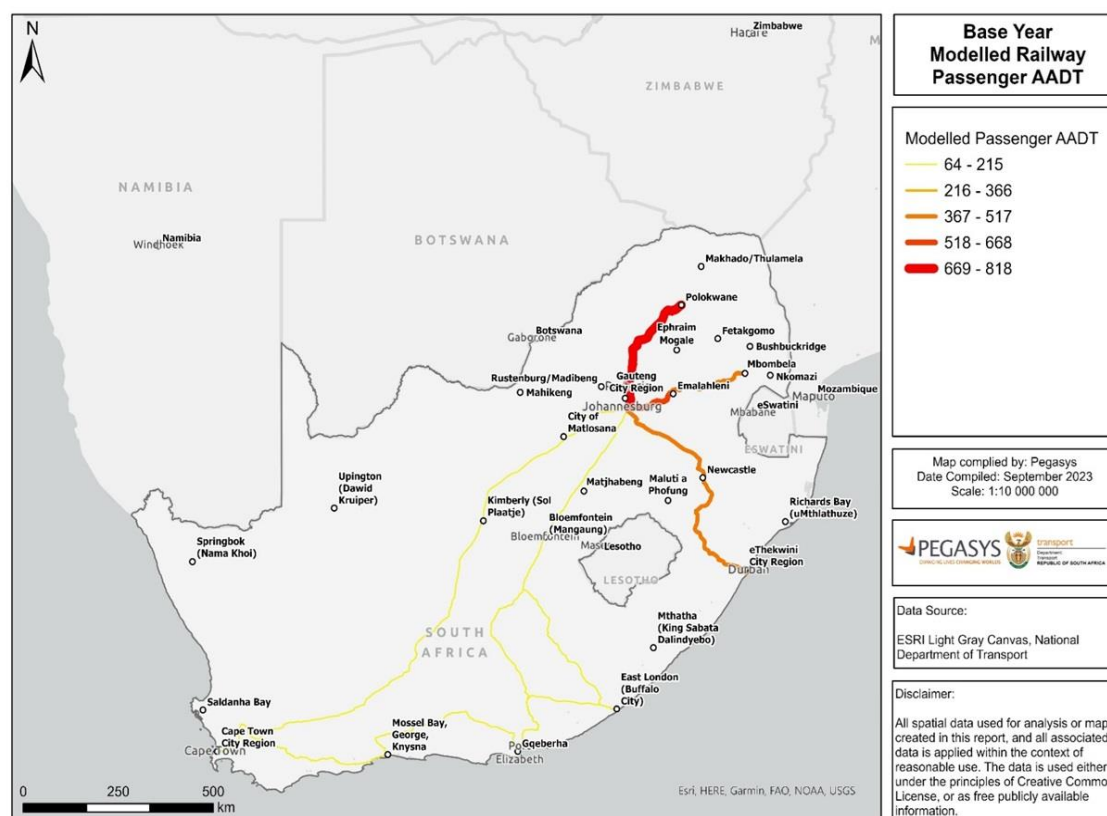 N
Zimbabwe
Harare
ZIMBABWE
NAMIBIA
Namibia
Windhoek
BOTSWANA
Makhado/Thulamela
Polokwane
Botswana
Gaborone
Ephraim
Mogale
Fetakgomo
Bushbuckridge
Mbombela
Nkomazi
Rustenburg/Madibeng
Mahikeng
Gauteng
City Region
Johannesburg
Emalahleni
Mozambique
Maputo
eSwatini
Mbabane
ESWATINI
City of
Matlosana
Upington
(Dawid
Kruiper)
Matjhabeng
Maluti a
Phofung
Newcastle
Kimberly (Sol
Plaatje)
Bloemfontein
(Mangaung)
Bloemfontein
Lesotho
LESOTHO
Richards Bay
(uMthlathuze)
Springbok
(Nama Khoi)
eThekwini
City Region
Durban
Mthatha
(King Sabata
Dalindyebo)
SOUTH
AFRICA
East London
(Buffalo
City)
Saldanha Bay
Cape Town
City Region
Cape Town
Mossel Bay,
George,
Knysna
Gqeberha
Elizabeth
0 250 500
km
Esri, HERE, Garmin, FAO, NOAA, USGS
Base Year
Modelled Railway
Passenger AADT
Modelled Passenger AADT
64 - 215
216 - 366
367 - 517
518 - 668
669 - 818
Map complied by: Pegasys
Date Compiled: September 2023
Scale: 1:10 000 000
PEGASYS
CHANGING LIVES CHANGING WORLDS
transport
Department:
Transport
REPUBLIC OF SOUTH AFRICA
Data Source:
ESRI Light Gray Canvas, National
Department of Transport
Disclaimer:
All spatial data used for analysis or map
created in this report, and all associated
data is applied within the context of
reasonable use. The data is used either
under the principles of Creative Commo
License, or as free publicly available
information.